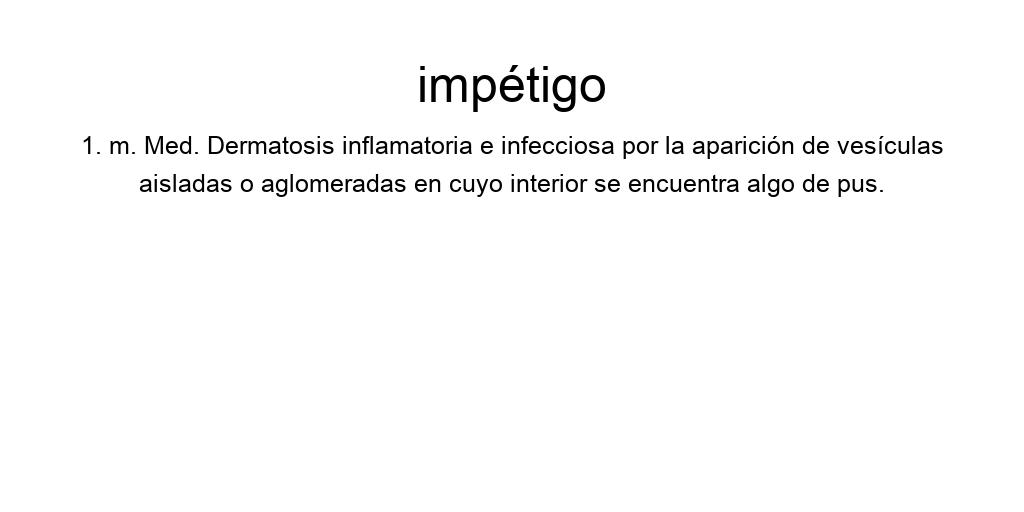 impétigo
1. m. Med. Dermatosis inflamatoria e infecciosa por la aparición de vesículas
aisladas o aglomeradas en cuyo interior se encuentra algo de pus.